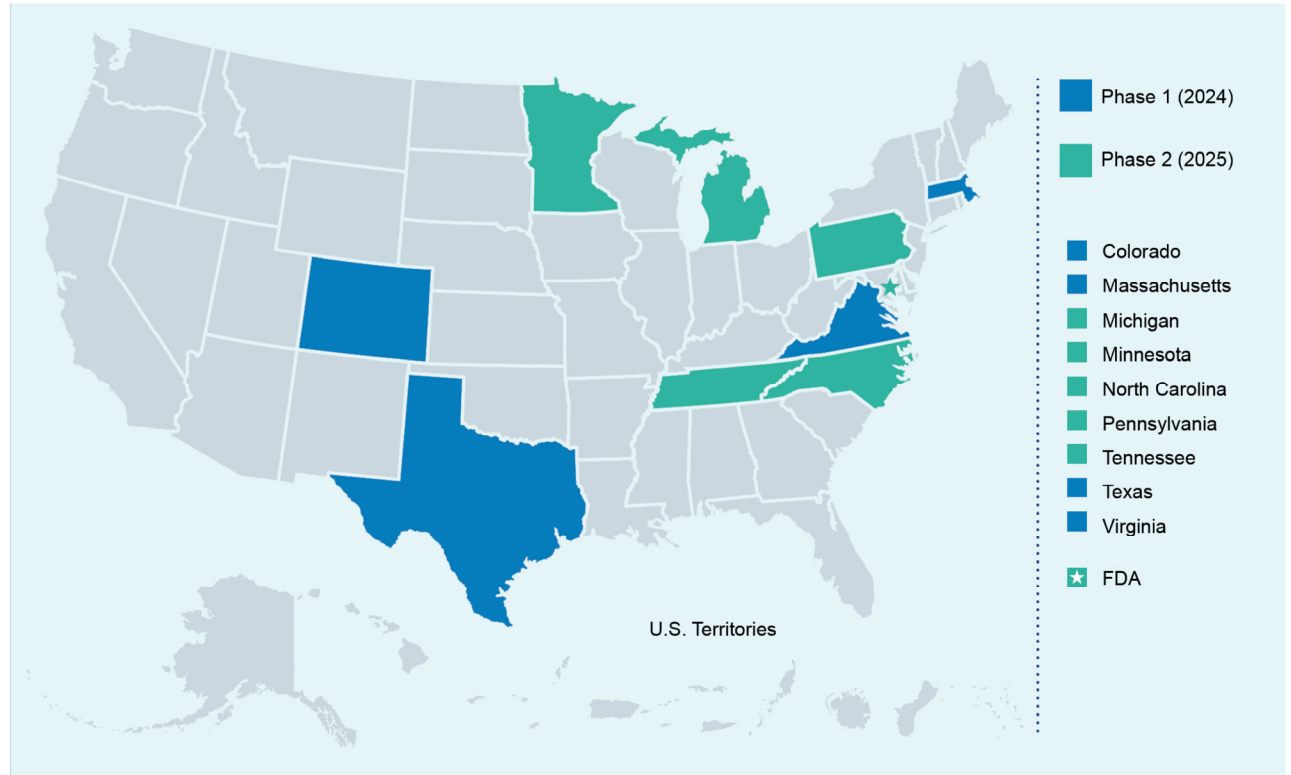 Phase 1 (2024)
Phase 2 (2025)
Colorado
Massachusetts
Michigan
Minnesota
North Carolina
Pennsylvania
Tennessee
Texas
Virginia
FDA
U.S. Territories